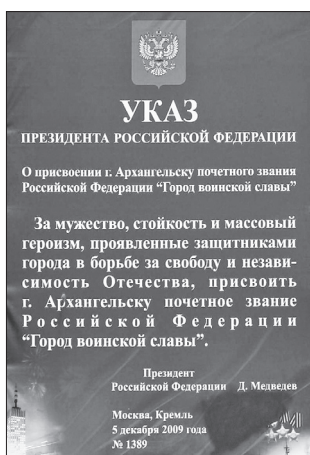 УКАЗ
ПРЕЗИДЕНТА РОССИЙСКОЙ ФЕДЕРАЦИИ
О присвоении г. Архангельску почетного звания
Российской Федерации “Город воинской славы”
За мужество, стойкость и массовый
героизм, проявленные защитниками
города в борьбе за свободу и незави-
симость Отечества, присвоить
г. Архангельску почетное звание
Российской Федерации
“Город воинской славы”.
Президент
Российской Федерации Д. Медведев
Москва, Кремль
5 декабря 2009 года
№ 1389